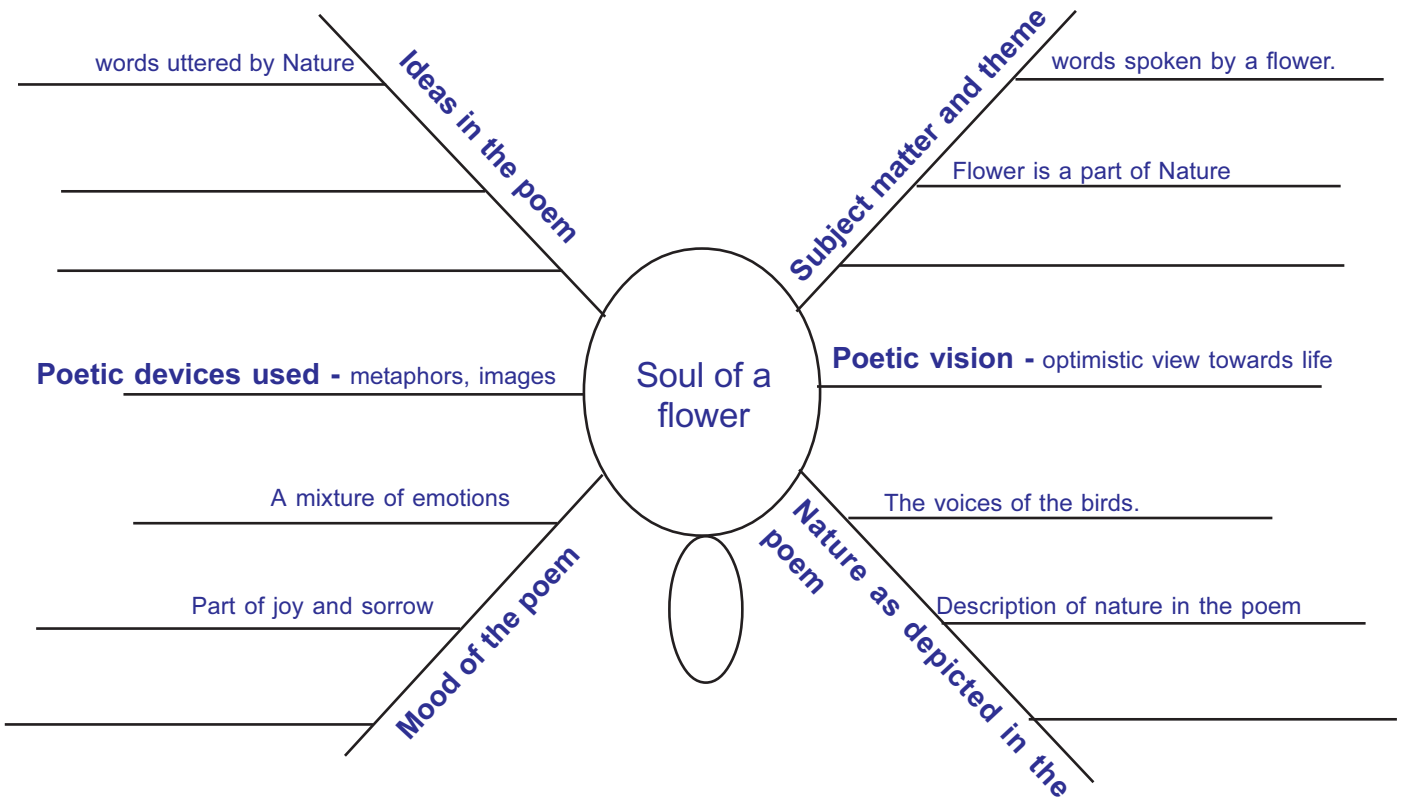 Ideas in the poem
words uttered by Nature
Subject matter and theme
words spoken by a flower.
Flower is a part of Nature
Soul of a
flower
Poetic devices used - metaphors, images
Poetic vision - optimistic view towards life
Mood of the poem
A mixture of emotions
Part of joy and sorrow
Nature as depicted in the
poem
The voices of the birds.
Description of nature in the poem